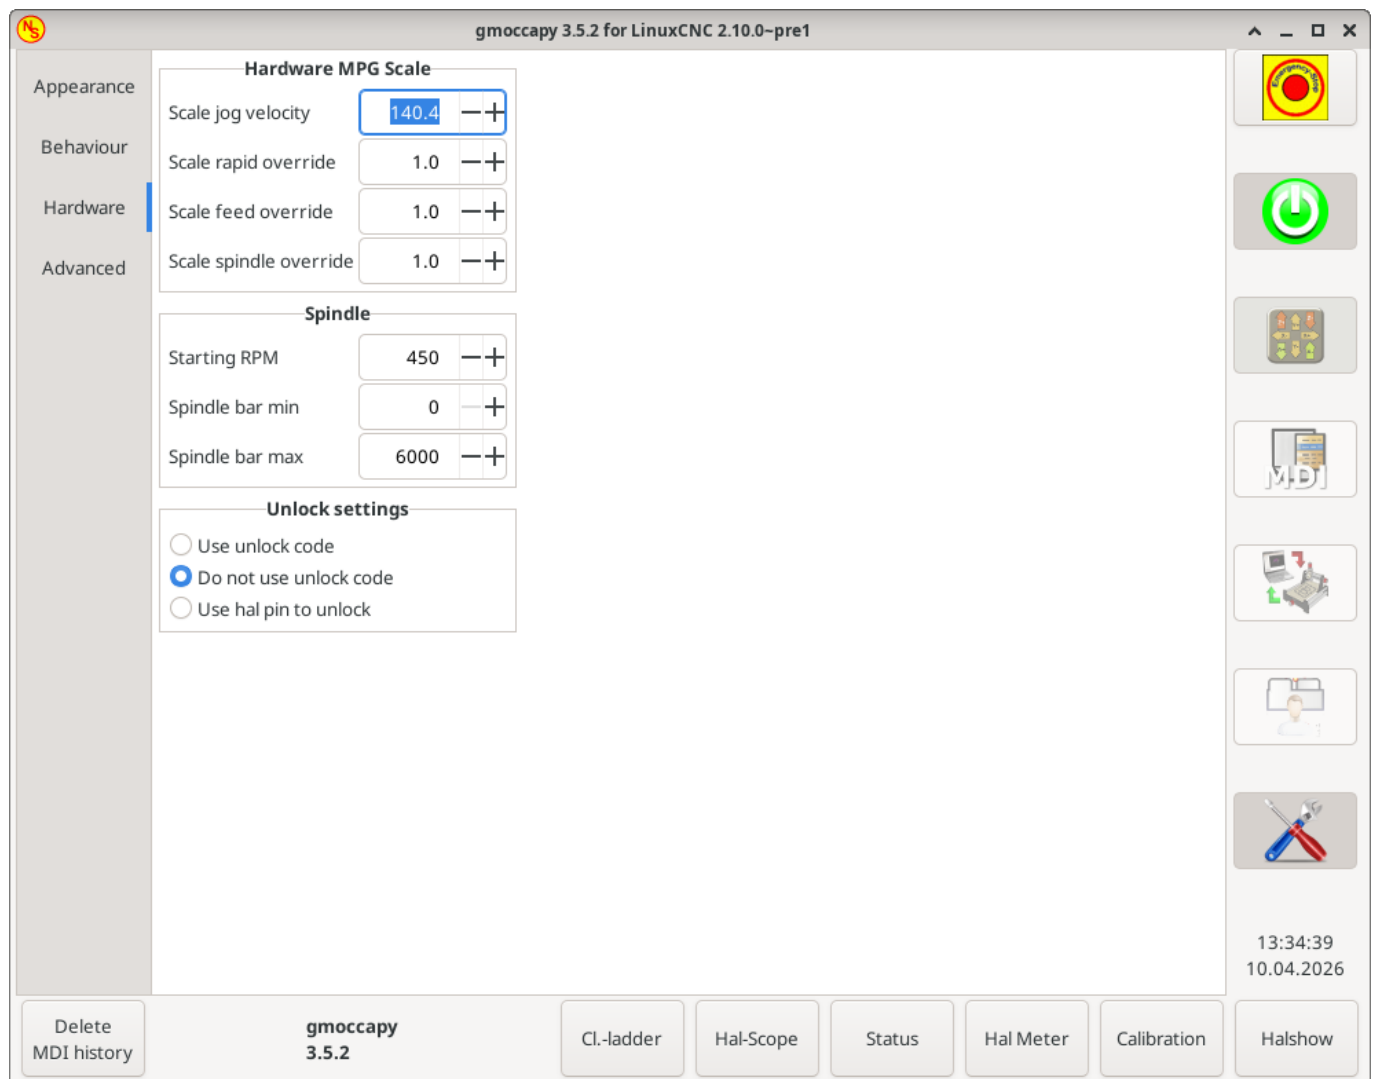 gmoccapy 3.5.2 for LinuxCNC 2.10.0~pre1
Appearance
Behaviour
Hardware
Advanced
Hardware MPG Scale
Scale jog velocity 140.4
Scale rapid override 1.0
Scale feed override 1.0
Scale spindle override 1.0
Spindle
Starting RPM 450
Spindle bar min 0
Spindle bar max 6000
Unlock settings
Use unlock code
Do not use unlock code
Use hal pin to unlock
Emergency-Stop
MDI
13:34:39
10.04.2026
Delete
MDI history
gmoccapy
3.5.2
Cl.-ladder
Hal-Scope
Status
Hal Meter
Calibration
Halshow